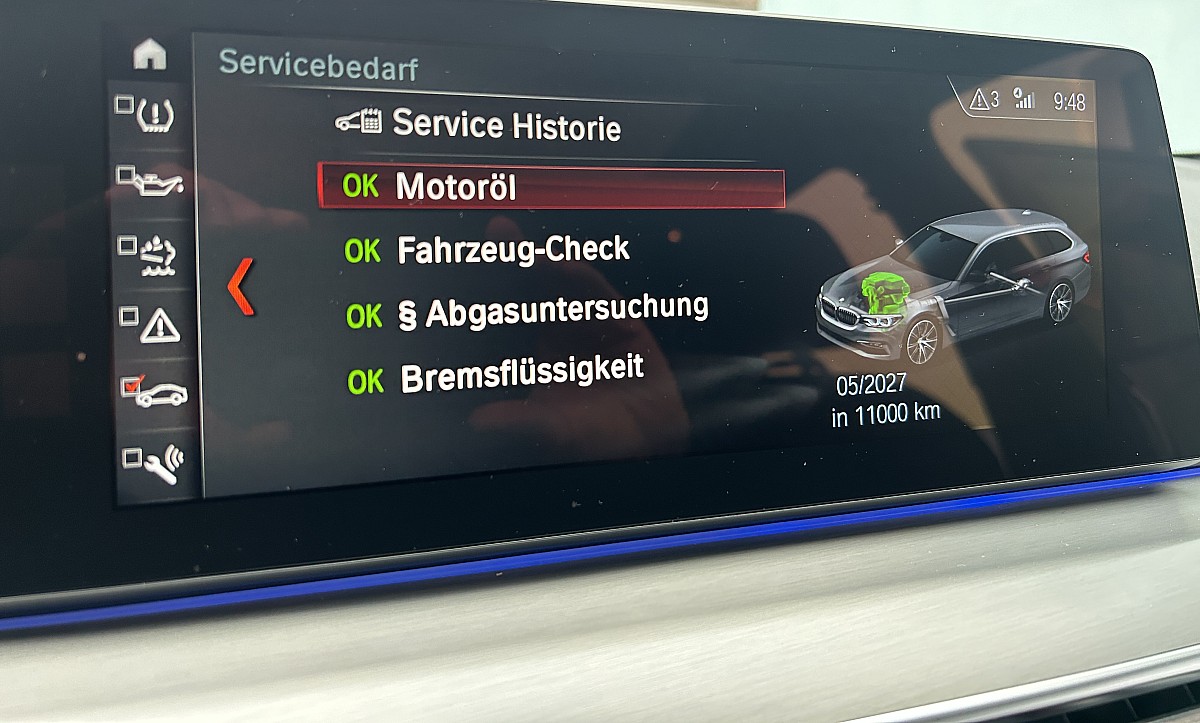 Servicebedarf
3 9:48
Service Historie
OK Motoröl
OK Fahrzeug-Check
OK § Abgasuntersuchung
OK Bremsflüssigkeit
05/2027
in 11000 km